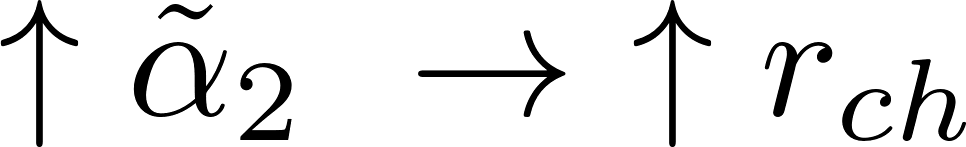 ↑ α̃₂ → ↑ r_ch